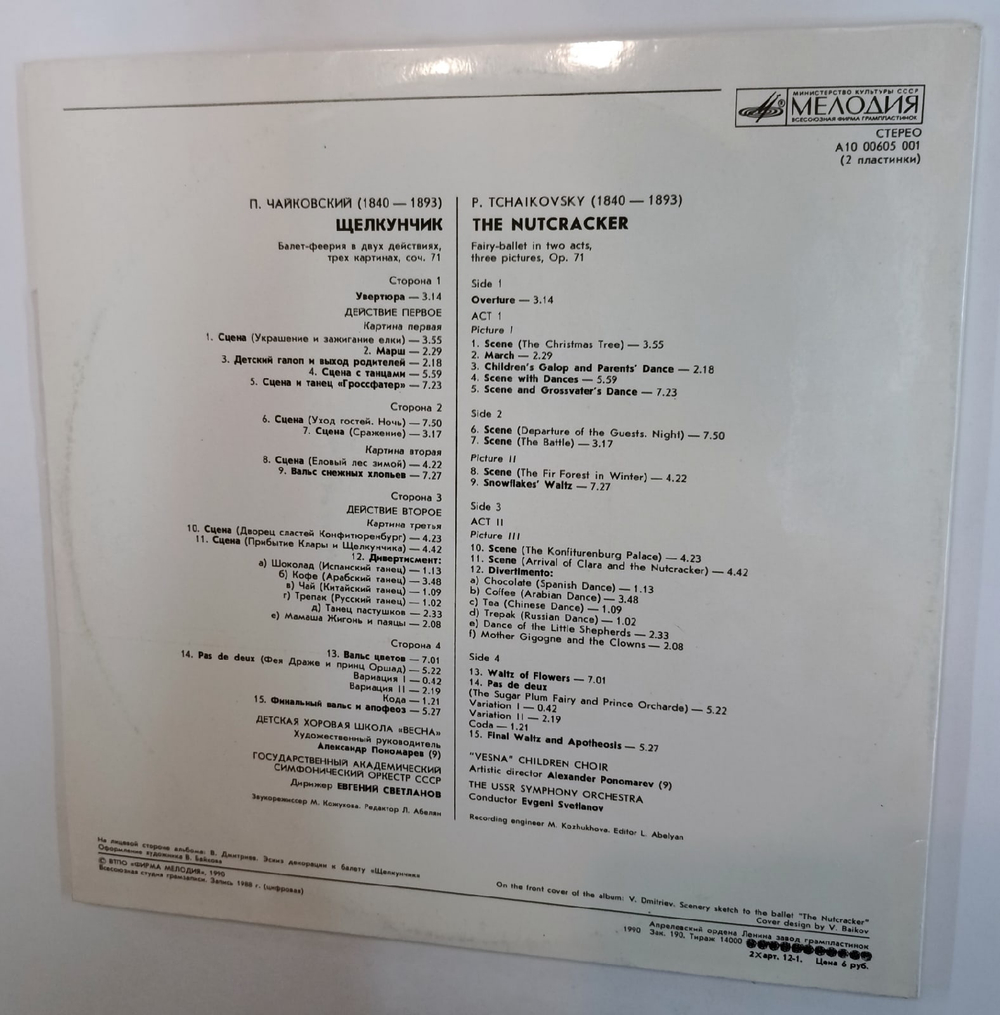 МИНИСТЕРСТВО КУЛЬТУРЫ СССР
МЕЛОДИЯ
ВСЕСОЮЗНАЯ ФИРМА ГРАМПЛАСТИНОК
СТЕРЕО
А10 00605 001
(2 пластинки)
П. ЧАЙКОВСКИЙ (1840 — 1893)
ЩЕЛКУНЧИК
Балет-феерия в двух действиях,
трех картинах, соч. 71
Сторона 1
Увертюра — 3.14
ДЕЙСТВИЕ ПЕРВОЕ
Картина первая
1. Сцена (Украшение и зажигание елки) — 3.55
2. Марш — 2.29
3. Детский галоп и выход родителей — 2.18
4. Сцена с танцами — 5.59
5. Сцена и танец «Гроссфатер» — 7.23
Сторона 2
6. Сцена (Уход гостей. Ночь) — 7.50
7. Сцена (Сражение) — 3.17
Картина вторая
8. Сцена (Еловый лес зимой) — 4.22
9. Вальс снежных хлопьев — 7.27
Сторона 3
ДЕЙСТВИЕ ВТОРОЕ
Картина третья
10. Сцена (Дворец сластей Конфитюренбург) — 4.23
11. Сцена (Прибытие Клары и Щелкунчика) — 4.42
12. Дивертисмент:
а) Шоколад (Испанский танец) — 1.13
б) Кофе (Арабский танец) — 3.48
в) Чай (Китайский танец) — 1.09
г) Трепак (Русский танец) — 1.02
д) Танец пастушков — 2.33
е) Мамаша Жигонь и паяцы — 2.08
Сторона 4
13. Вальс цветов — 7.01
14. Pas de deux (Фея Драже и принц Оршад) — 5.22
Вариация I — 0.42
Вариация II — 2.19
Кода — 1.21
15. Финальный вальс и апофеоз — 5.27
ДЕТСКАЯ ХОРОВАЯ ШКОЛА «ВЕСНА»
Художественный руководитель
Александр Пономарев (9)
ГОСУДАРСТВЕННЫЙ АКАДЕМИЧЕСКИЙ
СИМФОНИЧЕСКИЙ ОРКЕСТР СССР
Дирижер ЕВГЕНИЙ СВЕТЛАНОВ
Звукорежиссер М. Кожухова. Редактор Л. Абелян
P. TCHAIKOVSKY (1840 — 1893)
THE NUTCRACKER
Fairy-ballet in two acts,
three pictures, Op. 71
Side 1
Overture — 3.14
ACT 1
Picture I
1. Scene (The Christmas Tree) — 3.55
2. March — 2.29
3. Children's Galop and Parents' Dance — 2.18
4. Scene with Dances — 5.59
5. Scene and Grossvater's Dance — 7.23
Side 2
6. Scene (Departure of the Guests. Night) — 7.50
7. Scene (The Battle) — 3.17
Picture II
8. Scene (The Fir Forest in Winter) — 4.22
9. Snowflakes' Waltz — 7.27
Side 3
ACT II
Picture III
10. Scene (The Konfiturenburg Palace) — 4.23
11. Scene (Arrival of Clara and the Nutcracker) — 4.42
12. Divertimento:
a) Chocolate (Spanish Dance) — 1.13
b) Coffee (Arabian Dance) — 3.48
c) Tea (Chinese Dance) — 1.09
d) Trepak (Russian Dance) — 1.02
e) Dance of the Little Shepherds — 2.33
f) Mother Gigogne and the Clowns — 2.08
Side 4
13. Waltz of Flowers — 7.01
14. Pas de deux
(The Sugar Plum Fairy and Prince Orcharde) — 5.22
Variation I — 0.42
Variation II — 2.19
Coda — 1.21
15. Final Waltz and Apotheosis — 5.27
"VESNA" CHILDREN CHOIR
Artistic director Alexander Ponomarev (9)
THE USSR SYMPHONY ORCHESTRA
Conductor Evgeni Svetlanov
Recording engineer M. Kozhukhova. Editor L. Abelyan
На лицевой стороне альбома: В. Дмитриев. Эскиз декорации к балету «Щелкунчик»
Оформление художника В. Байкова
© ВТПО «ФИРМА МЕЛОДИЯ», 1990
Всесоюзная студия грамзаписи. Запись 1988 г. (цифровая)
On the front cover of the album: V. Dmitriev. Scenery sketch to the ballet "The Nutcracker"
Cover design by V. Baikov
1990 Апрелевский ордена Ленина завод грампластинок
Зак. 190. Тираж 14000
2Xарт. 12-1. Цена 6 руб.